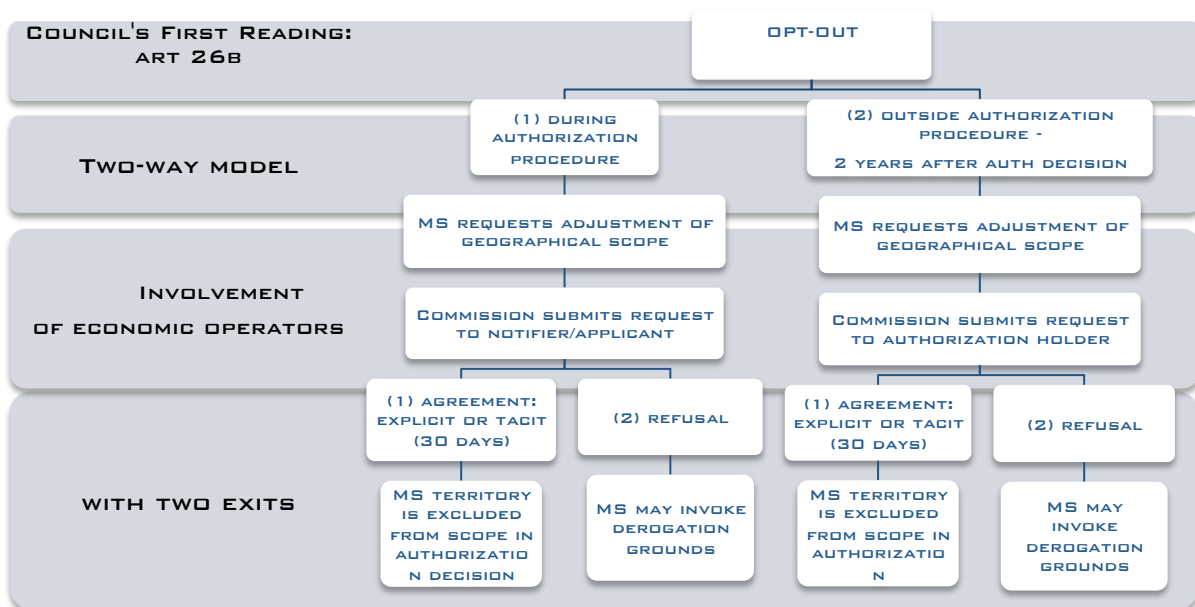 Council's First Reading:
art 26b
opt-out
(1) during
authorization
procedure
(2) outside authorization
procedure -
2 years after auth decision
Two-way model
MS requests adjustment of
geographical scope
MS requests adjustment of
geographical scope
Involvement
of economic operators
Commission submits request
to notifier/applicant
Commission submits request
to authorization holder
(1) agreement:
explicit or tacit
(30 days)
(2) refusal
(1) agreement:
explicit or tacit
(30 days)
(2) refusal
with two exits
MS territory
is excluded
from scope in
authorizatio
n decision
MS may invoke
derogation
grounds
MS territory
is excluded
from scope in
authorizatio
n
MS may
invoke
derogation
grounds